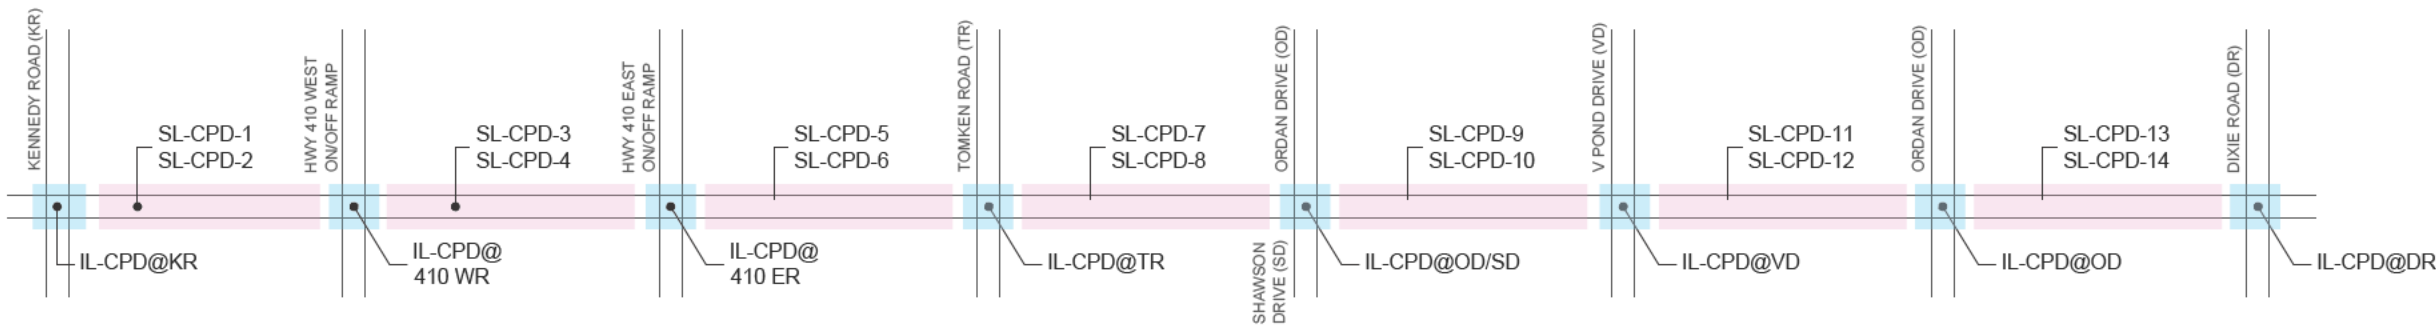 KENNEDY ROAD (KR)
HWY 410 WEST
ON/OFF RAMP
HWY 410 EAST
ON/OFF RAMP
TOMKEN ROAD (TR)
ORDAN DRIVE (OD)
V POND DRIVE (VD)
ORDAN DRIVE (OD)
DIXIE ROAD (DR)
SL-CPD-1
SL-CPD-2
SL-CPD-3
SL-CPD-4
SL-CPD-5
SL-CPD-6
SL-CPD-7
SL-CPD-8
SL-CPD-9
SL-CPD-10
SL-CPD-11
SL-CPD-12
SL-CPD-13
SL-CPD-14
IL-CPD@KR
IL-CPD@
410 WR
IL-CPD@
410 ER
IL-CPD@TR
SHAWSON
DRIVE (SD)
IL-CPD@OD/SD
IL-CPD@VD
IL-CPD@OD
IL-CPD@DR